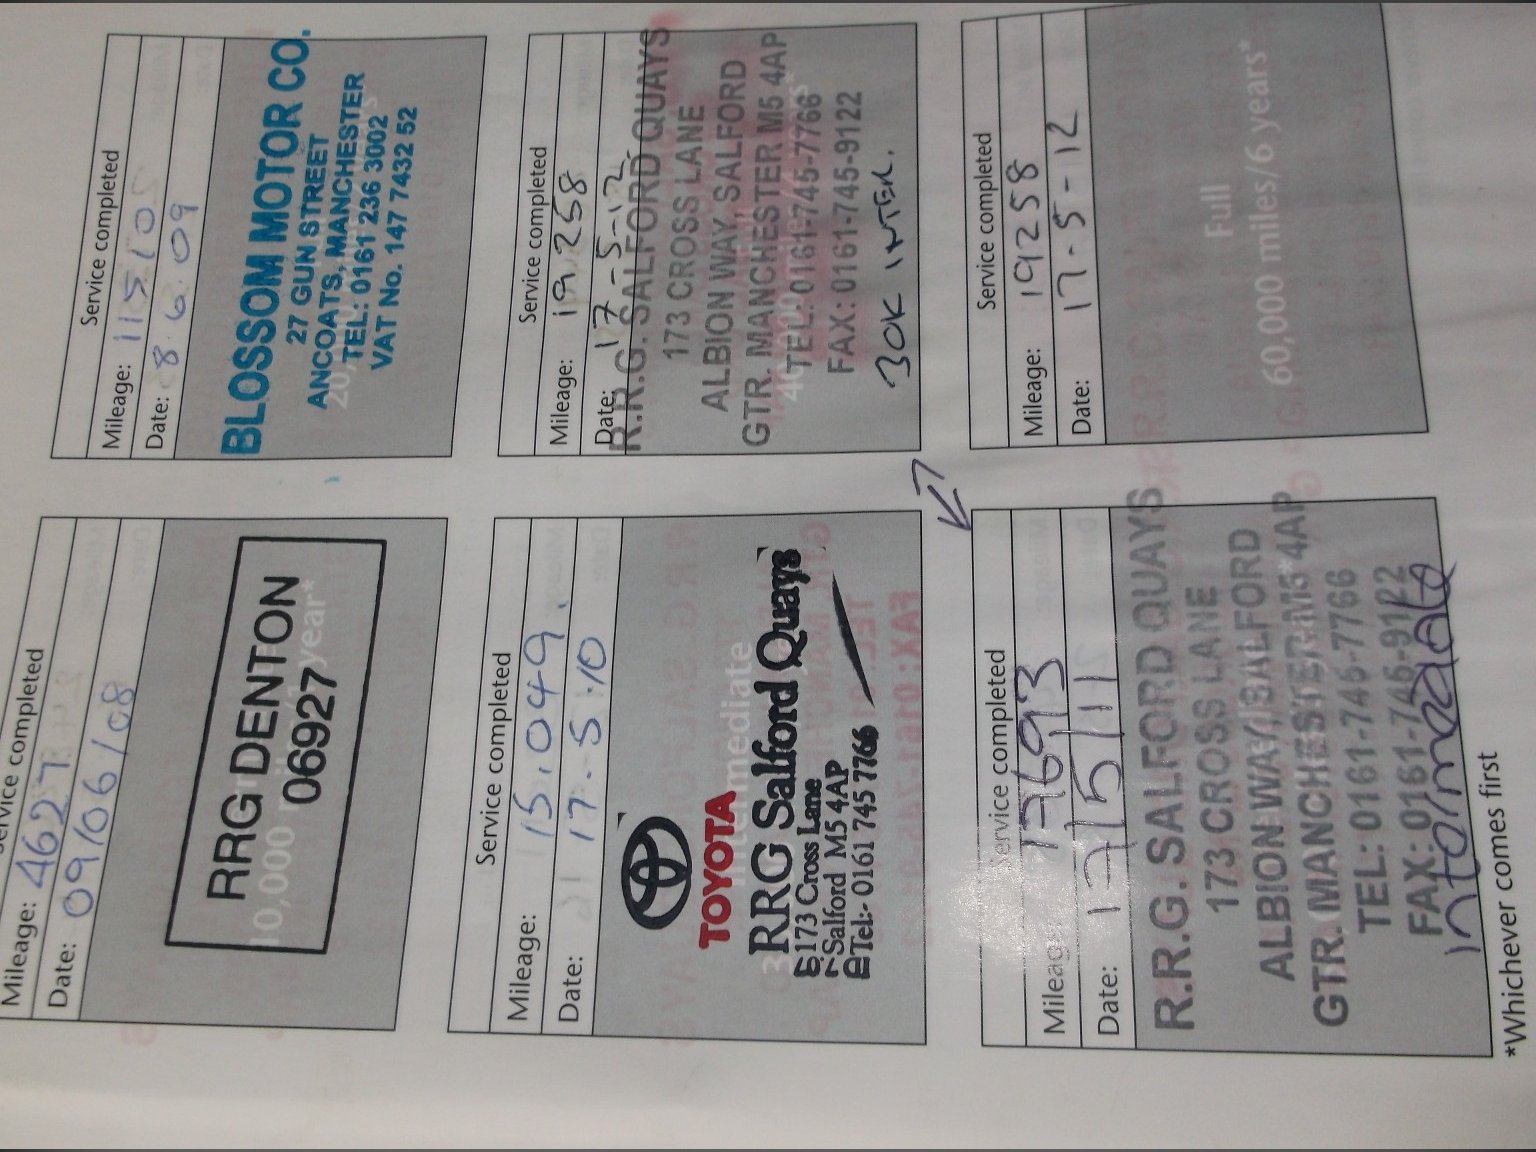 Service completed
Mileage: 4627
Date: 09/06/08
RRG DENTON
06927
10,000 year*
Service completed
Mileage: 11510
Date: 8.6.09
BLOSSOM MOTOR CO.
27 GUN STREET
ANCOATS, MANCHESTER
TEL: 0161 236 3002
VAT No. 147 7432 52
20,000
Service completed
Mileage: 15.049.
Date: 17.5.10
TOYOTA
RRG Salford Quays
173 Cross Lane
Salford M5 4AP
Tel:- 0161 745 7766
Service completed
Mileage: 19258
Date: 17-5-12
R.R.G. SALFORD QUAYS
173 CROSS LANE
ALBION WAY, SALFORD
GTR. MANCHESTER M5 4AP
TEL: 0161-745-7766
FAX: 0161-745-9122
30K INTER.
Service completed
Mileage: 17693
Date: 17/5/11
R.R.G. SALFORD QUAYS
173 CROSS LANE
ALBION WAY, SALFORD
GTR. MANCHESTER M5 4AP
TEL: 0161-745-7766
FAX: 0161-745-9122
intermediate
Service completed
Mileage: 19258
Date: 17-5-12
Full
60,000 miles/6 years*
*Whichever comes first